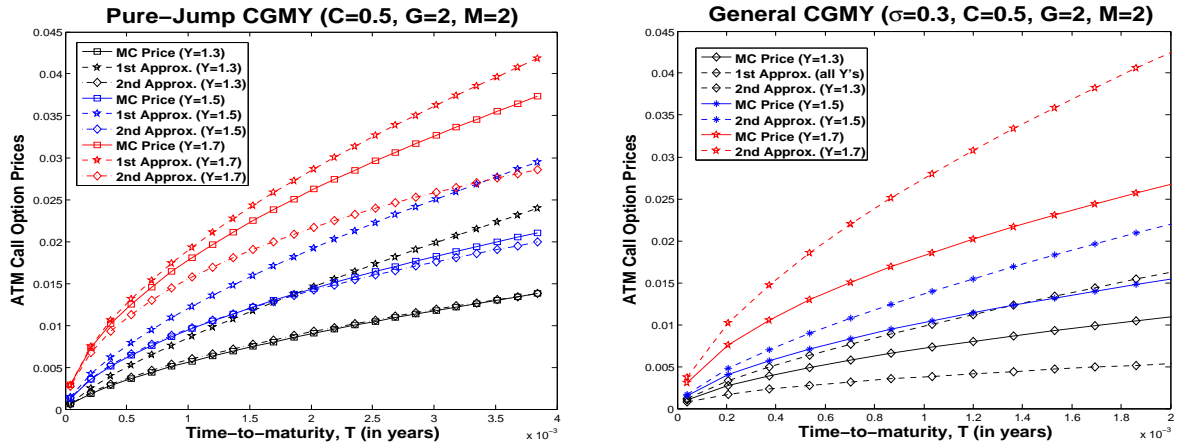 Pure−Jump CGMY (C=0.5, G=2, M=2)
0.045
0.04
0.035
0.03
0.025
0.02
0.015
0.01
0.005
0
ATM Call Option Prices
MC Price (Y=1.3)
1st Approx. (Y=1.3)
2nd Approx. (Y=1.3)
MC Price (Y=1.5)
1st Approx. (Y=1.5)
2nd Approx. (Y=1.5)
MC Price (Y=1.7)
1st Approx. (Y=1.7)
2nd Approx. (Y=1.7)
0 0.5 1 1.5 2 2.5 3 3.5 4
x 10⁻³
Time−to−maturity, T (in years)
General CGMY (σ=0.3, C=0.5, G=2, M=2)
0.045
0.04
0.035
0.03
0.025
0.02
0.015
0.01
0.005
0
ATM Call Option Prices
MC Price (Y=1.3)
1st Approx. (all Y's)
2nd Approx. (Y=1.3)
MC Price (Y=1.5)
2nd Approx. (Y=1.5)
MC Price (Y=1.7)
2nd Approx. (Y=1.7)
0 0.2 0.4 0.6 0.8 1 1.2 1.4 1.6 1.8 2
x 10⁻³
Time−to−maturity, T (in years)